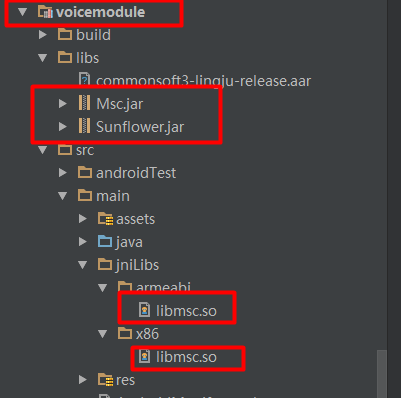 voicemodule
build
libs
commonsoft3-lingju-release.aar
Msc.jar
Sunflower.jar
src
androidTest
main
assets
java
jniLibs
armeabi
libmsc.so
x86
libmsc.so
res